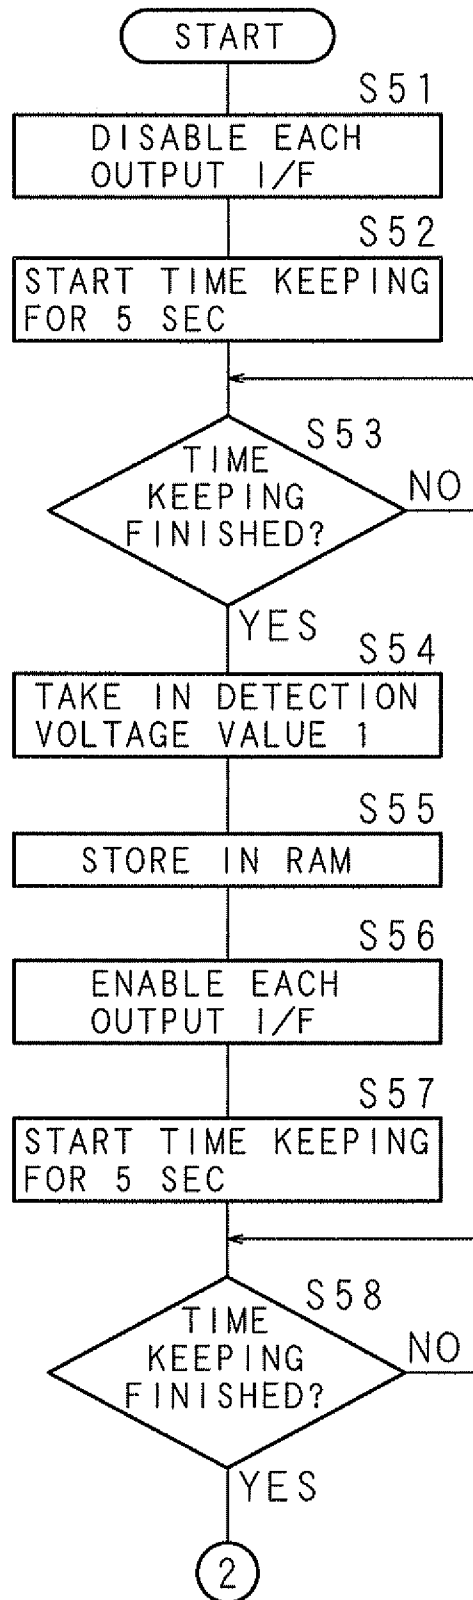 START
S51
DISABLE EACH
OUTPUT I/F
S52
START TIME KEEPING
FOR 5 SEC
S53
TIME
KEEPING
FINISHED?
NO
YES
S54
TAKE IN DETECTION
VOLTAGE VALUE 1
S55
STORE IN RAM
S56
ENABLE EACH
OUTPUT I/F
S57
START TIME KEEPING
FOR 5 SEC
S58
TIME
KEEPING
FINISHED?
NO
YES
2